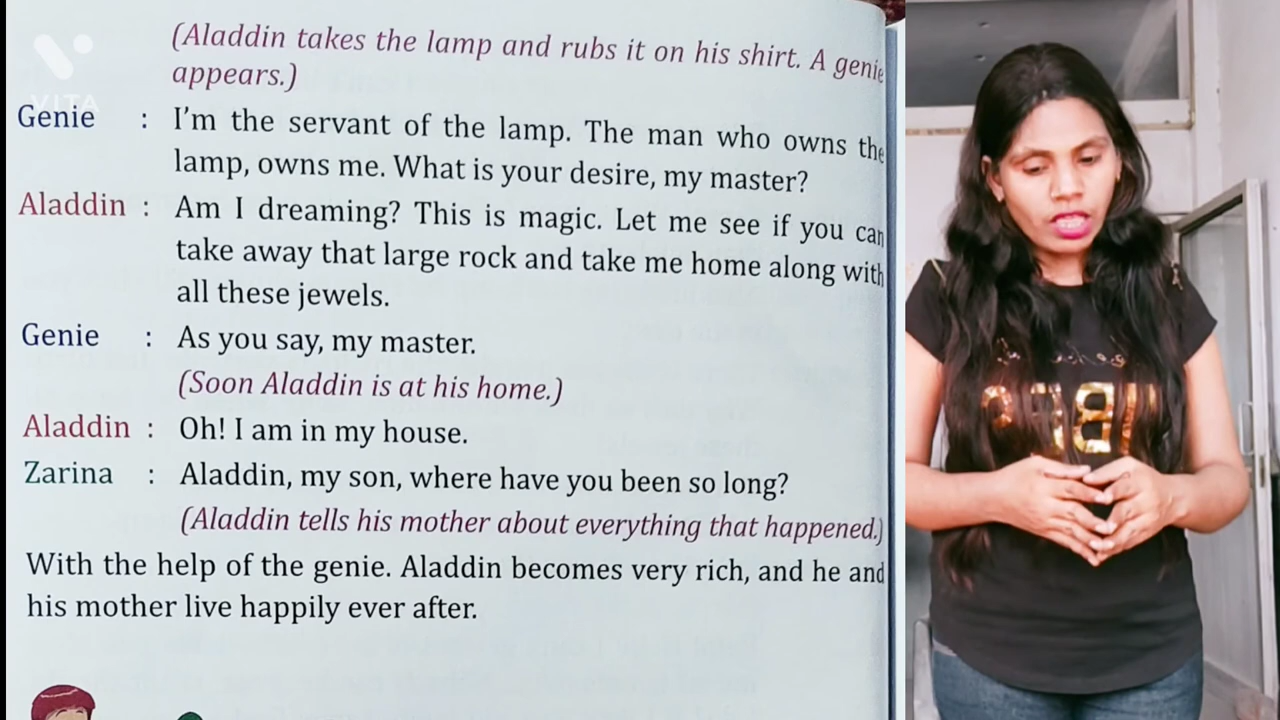 (Aladdin takes the lamp and rubs it on his shirt. A genie
appears.)
VITA
Genie : I'm the servant of the lamp. The man who owns the
lamp, owns me. What is your desire, my master?
Aladdin : Am I dreaming? This is magic. Let me see if you can
take away that large rock and take me home along with
all these jewels.
Genie : As you say, my master.
(Soon Aladdin is at his home.)
Aladdin : Oh! I am in my house.
Zarina : Aladdin, my son, where have you been so long?
(Aladdin tells his mother about everything that happened.)
With the help of the genie. Aladdin becomes very rich, and he and
his mother live happily ever after.